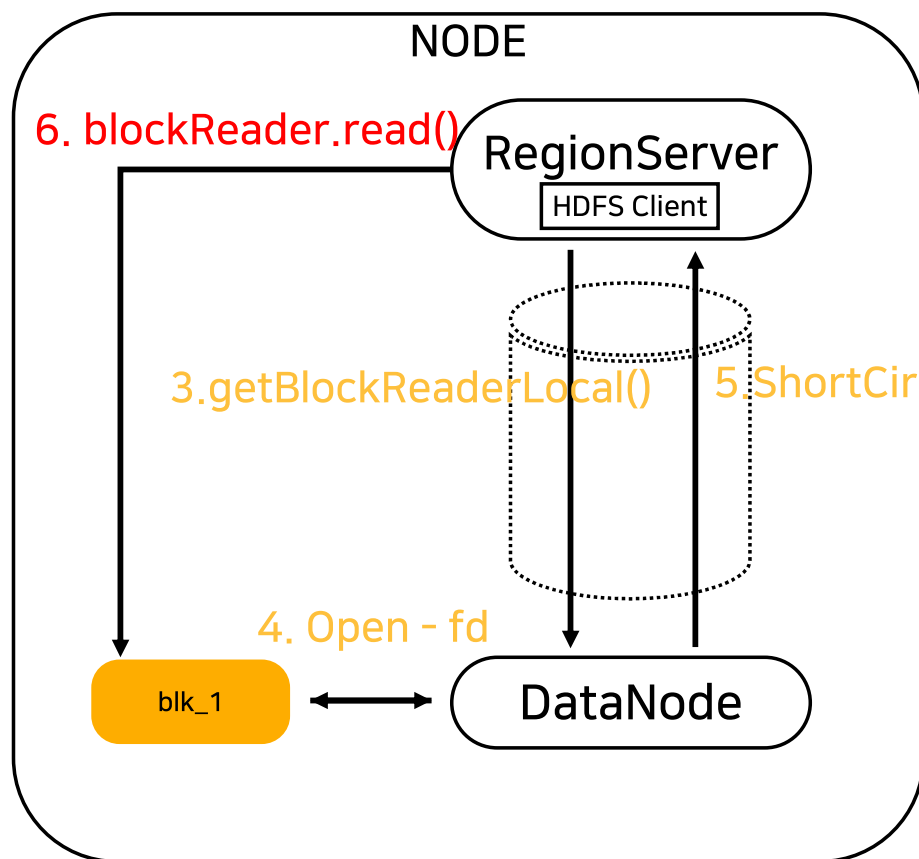 NODE
6. blockReader.read()
RegionServer
HDFS Client
3.getBlockReaderLocal()
5.ShortCir
4. Open - fd
blk_1
DataNode